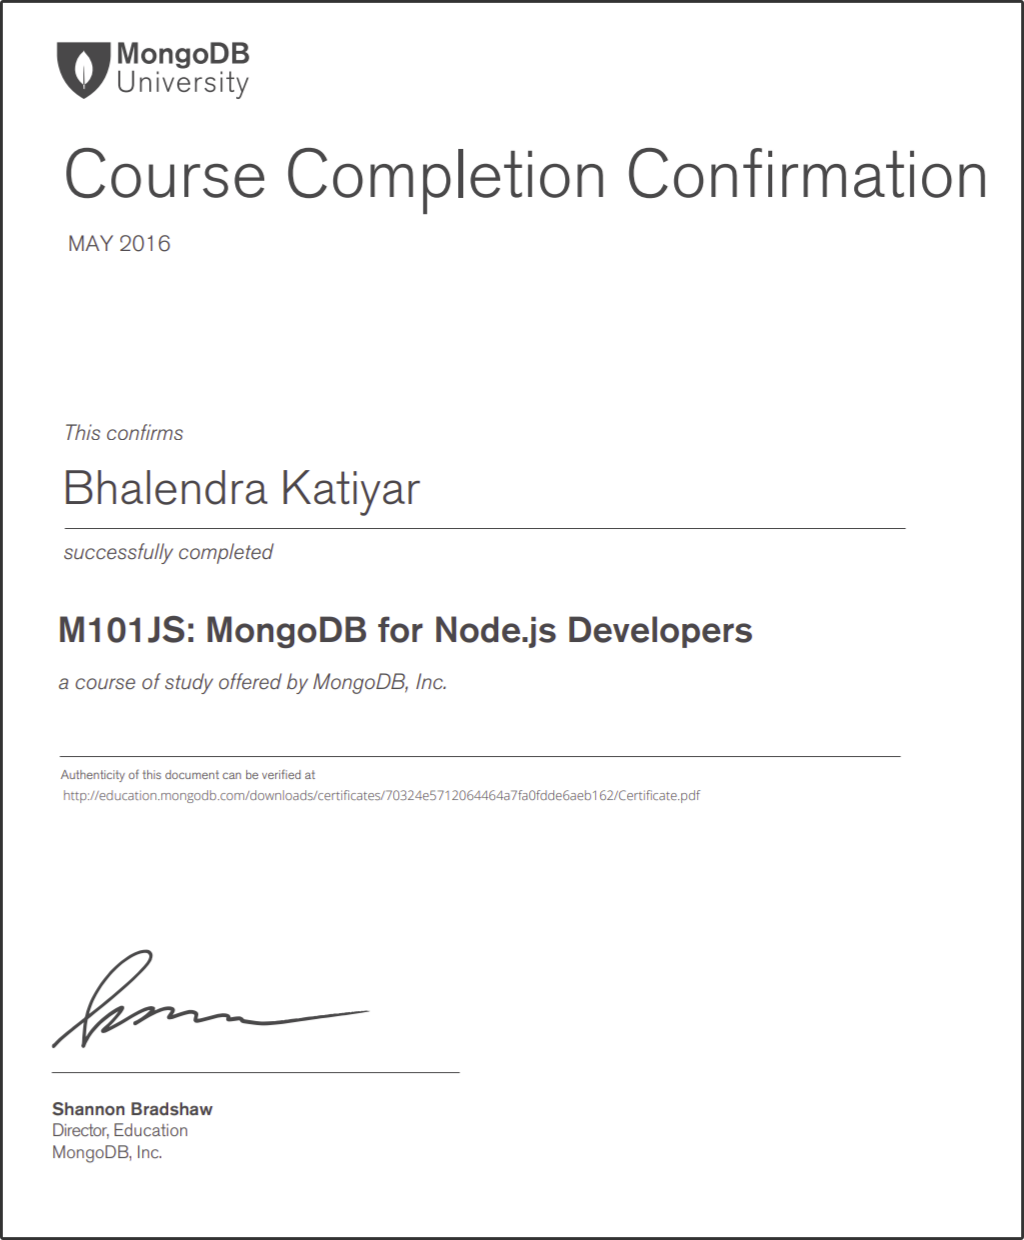 MongoDB
University
Course Completion Confirmation
MAY 2016
This confirms
Bhalendra Katiyar
successfully completed
M101JS: MongoDB for Node.js Developers
a course of study offered by MongoDB, Inc.
Authenticity of this document can be verified at
http://education.mongodb.com/downloads/certificates/70324e5712064464a7fa0fdde6aeb162/Certificate.pdf
Shannon Bradshaw
Director, Education
MongoDB, Inc.